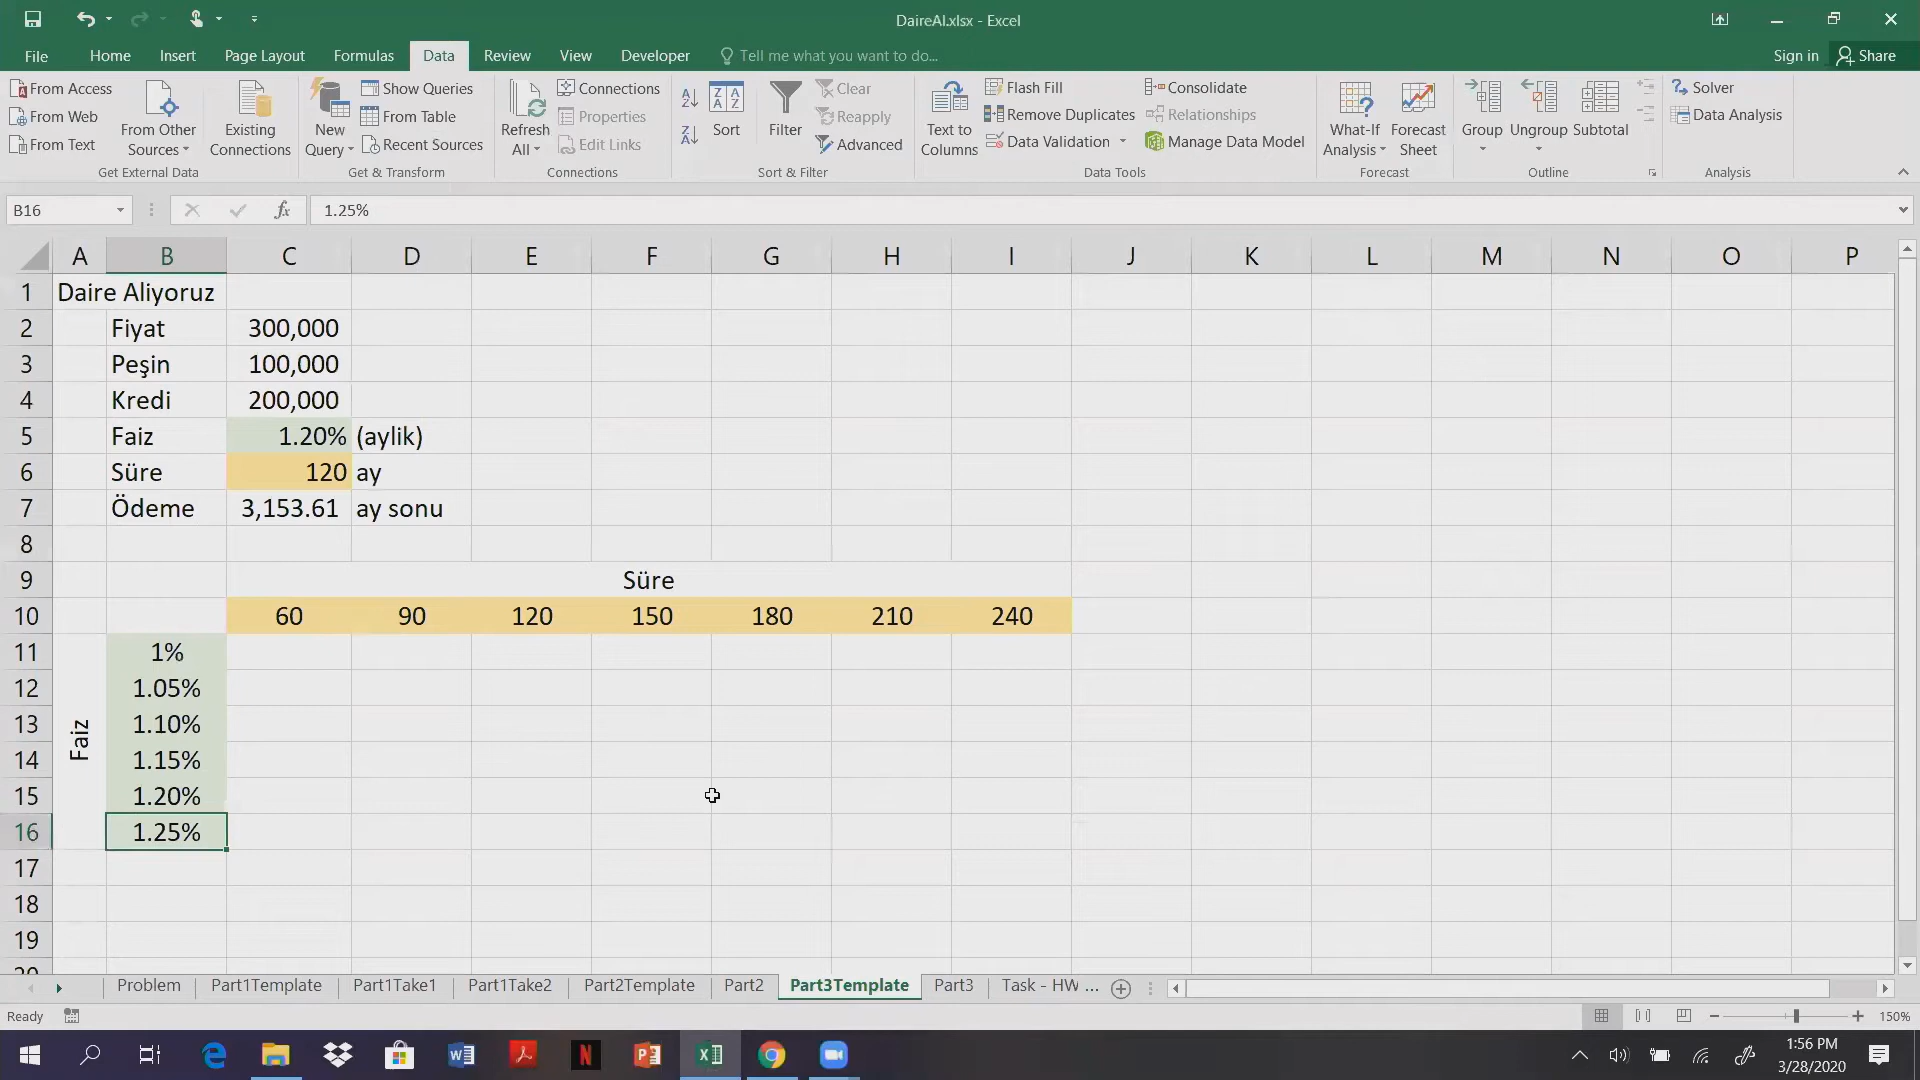 DaireAl.xlsx - Excel
File Home Insert Page Layout Formulas Data Review View Developer Tell me what you want to do... Sign in Share
From Access
From Web
From Text
From Other Sources
Existing Connections
Get External Data
New Query
Show Queries
From Table
Recent Sources
Get & Transform
Refresh All
Connections
Properties
Edit Links
Connections
Sort
Filter
Clear
Reapply
Advanced
Sort & Filter
Text to Columns
Flash Fill
Remove Duplicates
Data Validation
Consolidate
Relationships
Manage Data Model
Data Tools
What-If Analysis
Forecast Sheet
Forecast
Group
Ungroup
Subtotal
Outline
Solver
Data Analysis
Analysis
B16 fx 1.25%
A B C D E F G H I J K L M N O P
1 Daire Aliyoruz
2 Fiyat 300,000
3 Peşin 100,000
4 Kredi 200,000
5 Faiz 1.20% (aylik)
6 Süre 120 ay
7 Ödeme 3,153.61 ay sonu
8
9 Süre
10 60 90 120 150 180 210 240
11 1%
12 1.05%
13 1.10%
Faiz
14 1.15%
15 1.20%
16 1.25%
17
18
19
20
Problem Part1Template Part1Take1 Part1Take2 Part2Template Part2 Part3Template Part3 Task - HW ...
Ready 150%
1:56 PM
3/28/2020